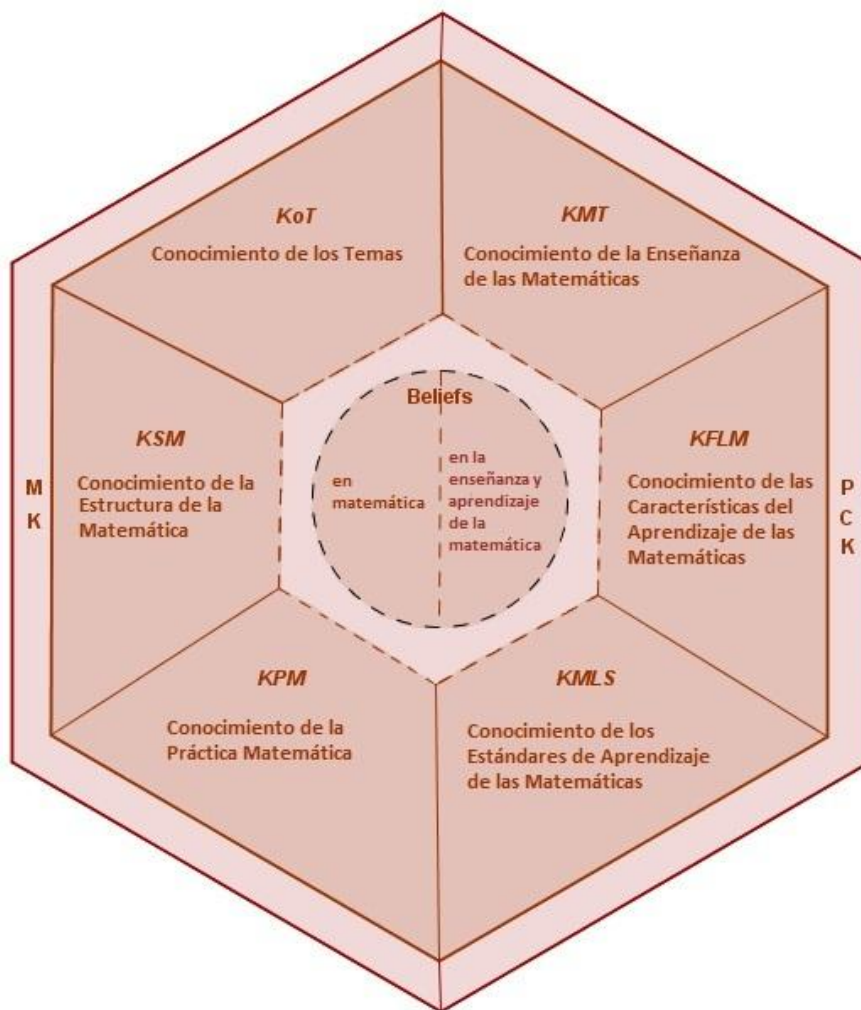 KoT
Conocimiento de los Temas
KMT
Conocimiento de la Enseñanza
de las Matemáticas
Beliefs
en
matemática
en la
enseñanza y
aprendizaje
de la
matemática
KSM
Conocimiento de la
Estructura de la
Matemática
KFLM
Conocimiento de las
Características del
Aprendizaje de las
Matemáticas
M
K
P
C
K
KPM
Conocimiento de la
Práctica Matemática
KMLS
Conocimiento de los
Estándares de Aprendizaje
de las Matemáticas